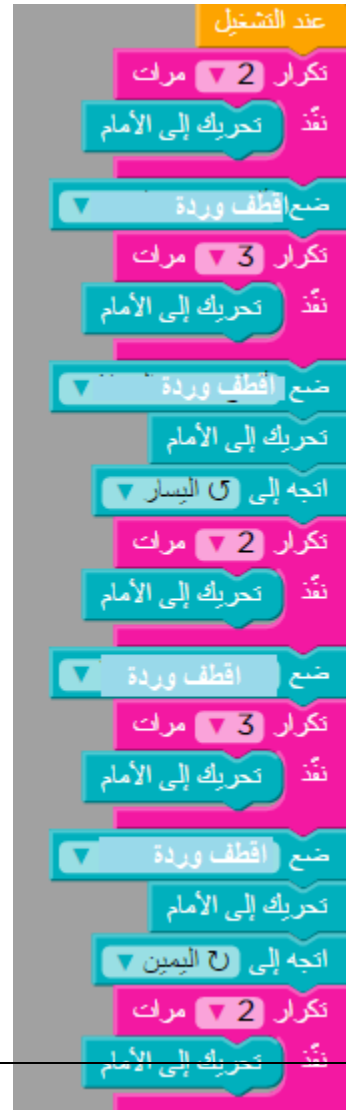 عند التشغيل
تكرار 2 مرات
نفّذ تحريك إلى الأمام
ضع اقطف وردة
تكرار 3 مرات
نفّذ تحريك إلى الأمام
ضع اقطف وردة
تحريك إلى الأمام
اتجه إلى ↺ اليسار
تكرار 2 مرات
نفّذ تحريك إلى الأمام
ضع اقطف وردة
تكرار 3 مرات
نفّذ تحريك إلى الأمام
ضع اقطف وردة
تحريك إلى الأمام
اتجه إلى ↻ اليمين
تكرار 2 مرات
نفّذ تحريك إلى الأمام